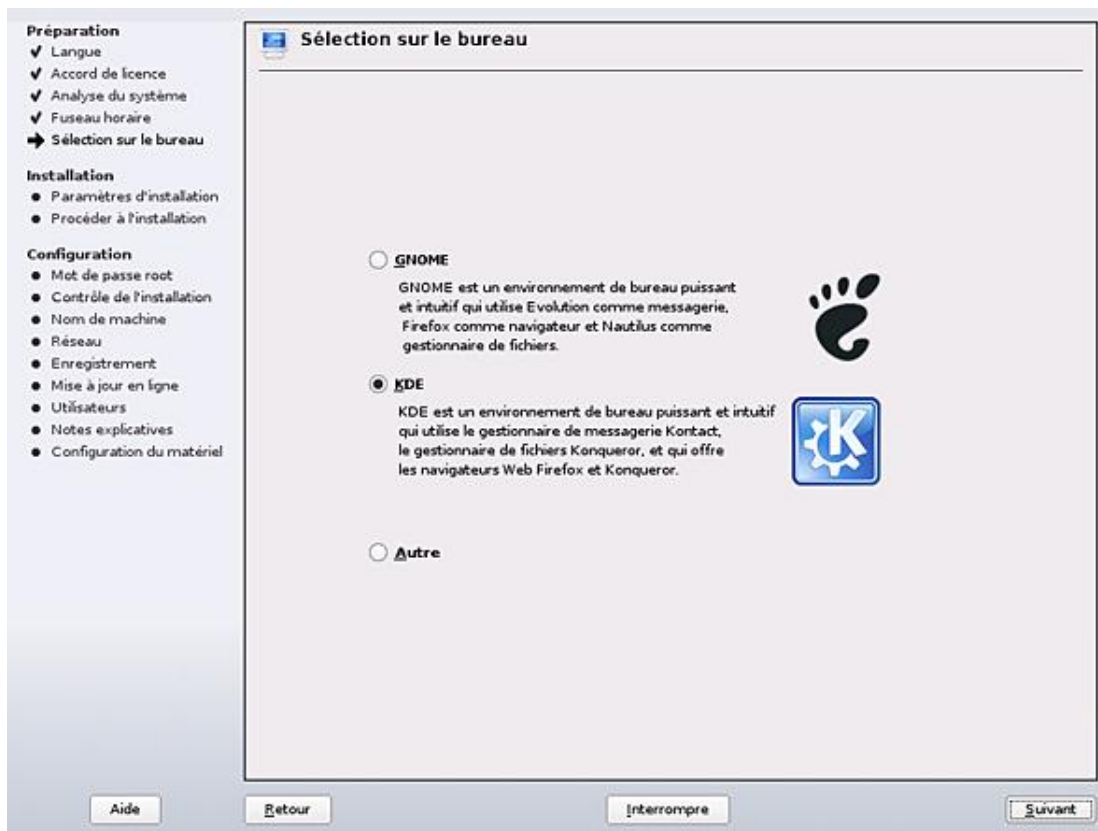 Préparation
Langue
Accord de licence
Analyse du système
Fuseau horaire
Sélection sur le bureau
Installation
Paramètres d'installation
Procéder à l'installation
Configuration
Mot de passe root
Contrôle de l'installation
Nom de machine
Réseau
Enregistrement
Mise à jour en ligne
Utilisateurs
Notes explicatives
Configuration du matériel
Sélection sur le bureau
GNOME
GNOME est un environnement de bureau puissant
et intuitif qui utilise Evolution comme messagerie,
Firefox comme navigateur et Nautilus comme
gestionnaire de fichiers.
KDE
KDE est un environnement de bureau puissant et intuitif
qui utilise le gestionnaire de messagerie Kontact,
le gestionnaire de fichiers Konqueror, et qui offre
les navigateurs Web Firefox et Konqueror.
K
Autre
Aide
Retour
Interrompre
Suivant